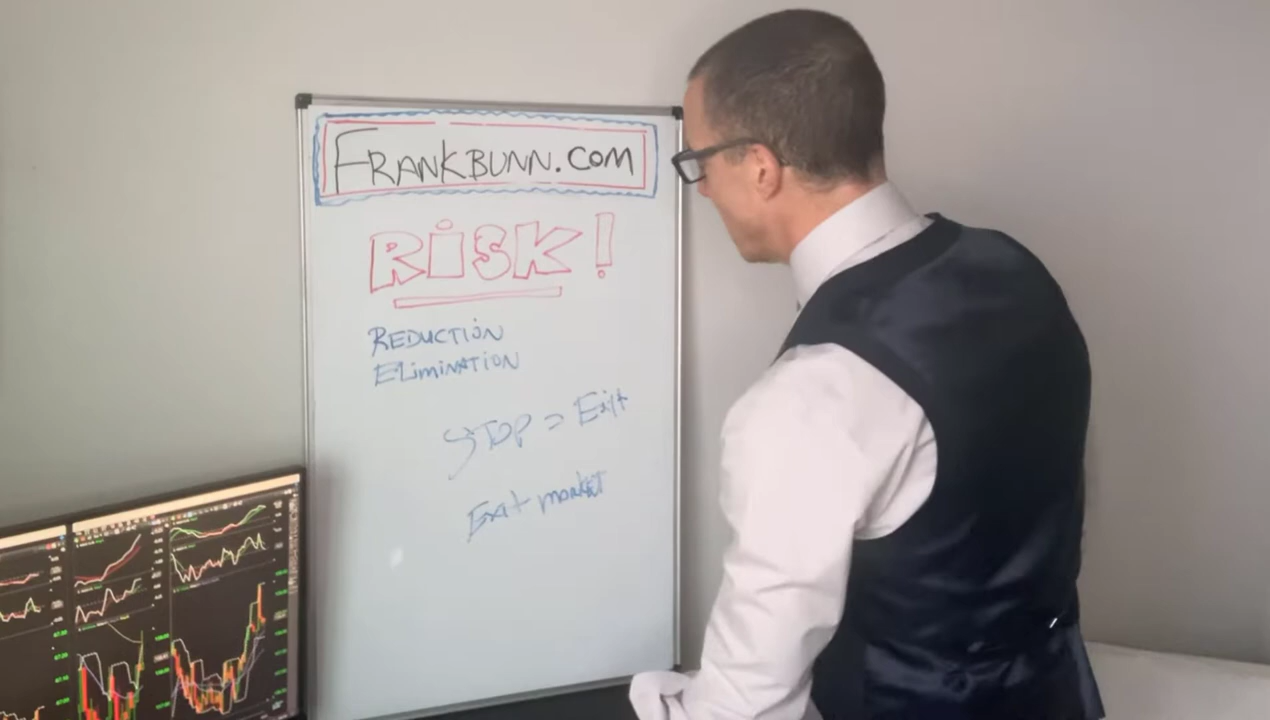 FRANKBUNN.COM
RiSK!
REDUCTiON
ELiMiNATiON
STOP = Exit
Exit market